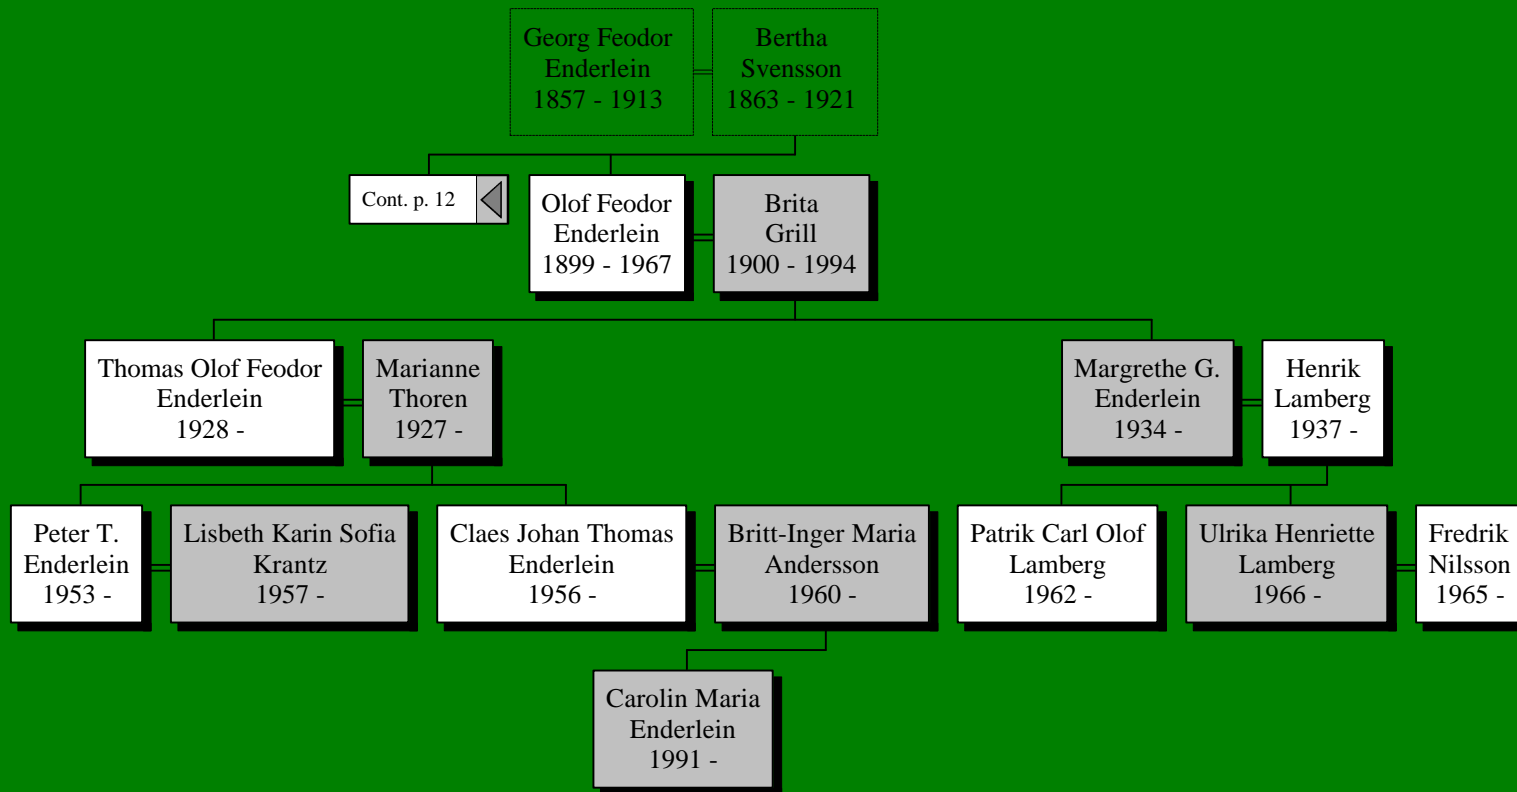 Georg Feodor
Enderlein
1857 - 1913
Bertha
Svensson
1863 - 1921
Cont. p. 12
Olof Feodor
Enderlein
1899 - 1967
Brita
Grill
1900 - 1994
Thomas Olof Feodor
Enderlein
1928 -
Marianne
Thoren
1927 -
Margrethe G.
Enderlein
1934 -
Henrik
Lamberg
1937 -
Peter T.
Enderlein
1953 -
Lisbeth Karin Sofia
Krantz
1957 -
Claes Johan Thomas
Enderlein
1956 -
Britt-Inger Maria
Andersson
1960 -
Patrik Carl Olof
Lamberg
1962 -
Ulrika Henriette
Lamberg
1966 -
Fredrik
Nilsson
1965 -
Carolin Maria
Enderlein
1991 -